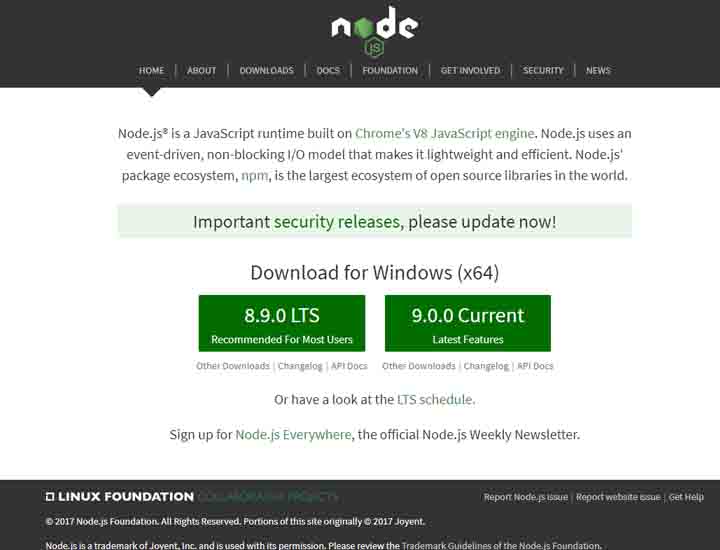 node
JS
HOME | ABOUT | DOWNLOADS | DOCS | FOUNDATION | GET INVOLVED | SECURITY | NEWS
Node.js® is a JavaScript runtime built on Chrome's V8 JavaScript engine. Node.js uses an
event-driven, non-blocking I/O model that makes it lightweight and efficient. Node.js'
package ecosystem, npm, is the largest ecosystem of open source libraries in the world.
Important security releases, please update now!
Download for Windows (x64)
8.9.0 LTS
Recommended For Most Users
9.0.0 Current
Latest Features
Other Downloads | Changelog | API Docs
Other Downloads | Changelog | API Docs
Or have a look at the LTS schedule.
Sign up for Node.js Everywhere, the official Node.js Weekly Newsletter.
LINUX FOUNDATION COLLABORATIVE PROJECTS
Report Node.js issue | Report website issue | Get Help
© 2017 Node.js Foundation. All Rights Reserved. Portions of this site originally © 2017 Joyent.
Node.js is a trademark of Joyent, Inc. and is used with its permission. Please review the Trademark Guidelines of the Node.js Foundation.